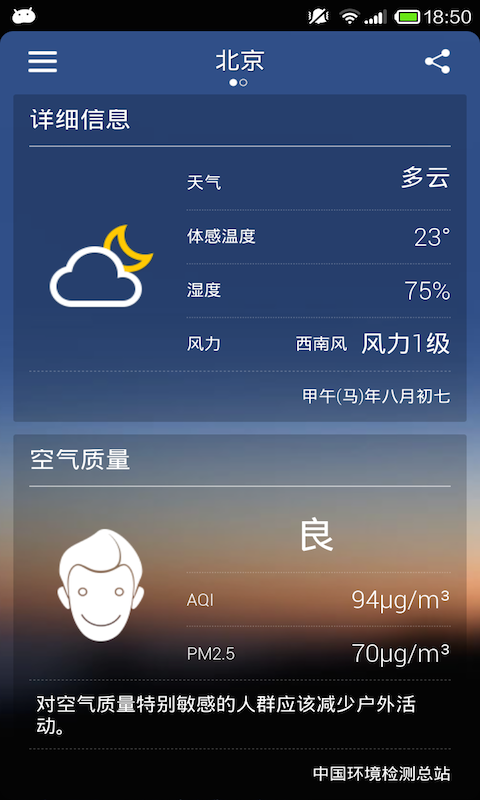 18:50
北京
详细信息
天气 多云
体感温度 23°
湿度 75%
风力 西南风 风力1级
甲午(马)年八月初七
空气质量
良
AQI 94µg/m³
PM2.5 70µg/m³
对空气质量特别敏感的人群应该减少户外活
动。
中国环境检测总站